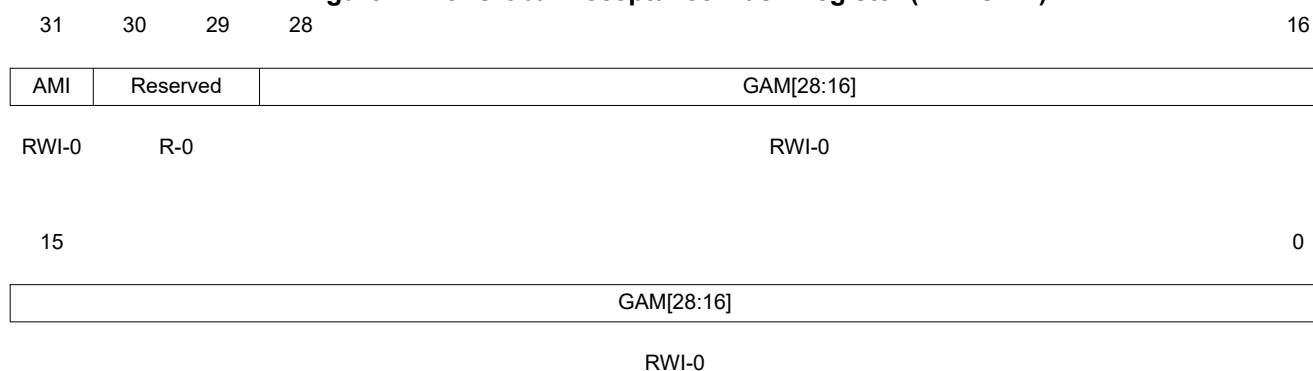 31 30 29 28 16
AMI Reserved GAM[28:16]
RWI-0 R-0 RWI-0
15 0
GAM[28:16]
RWI-0